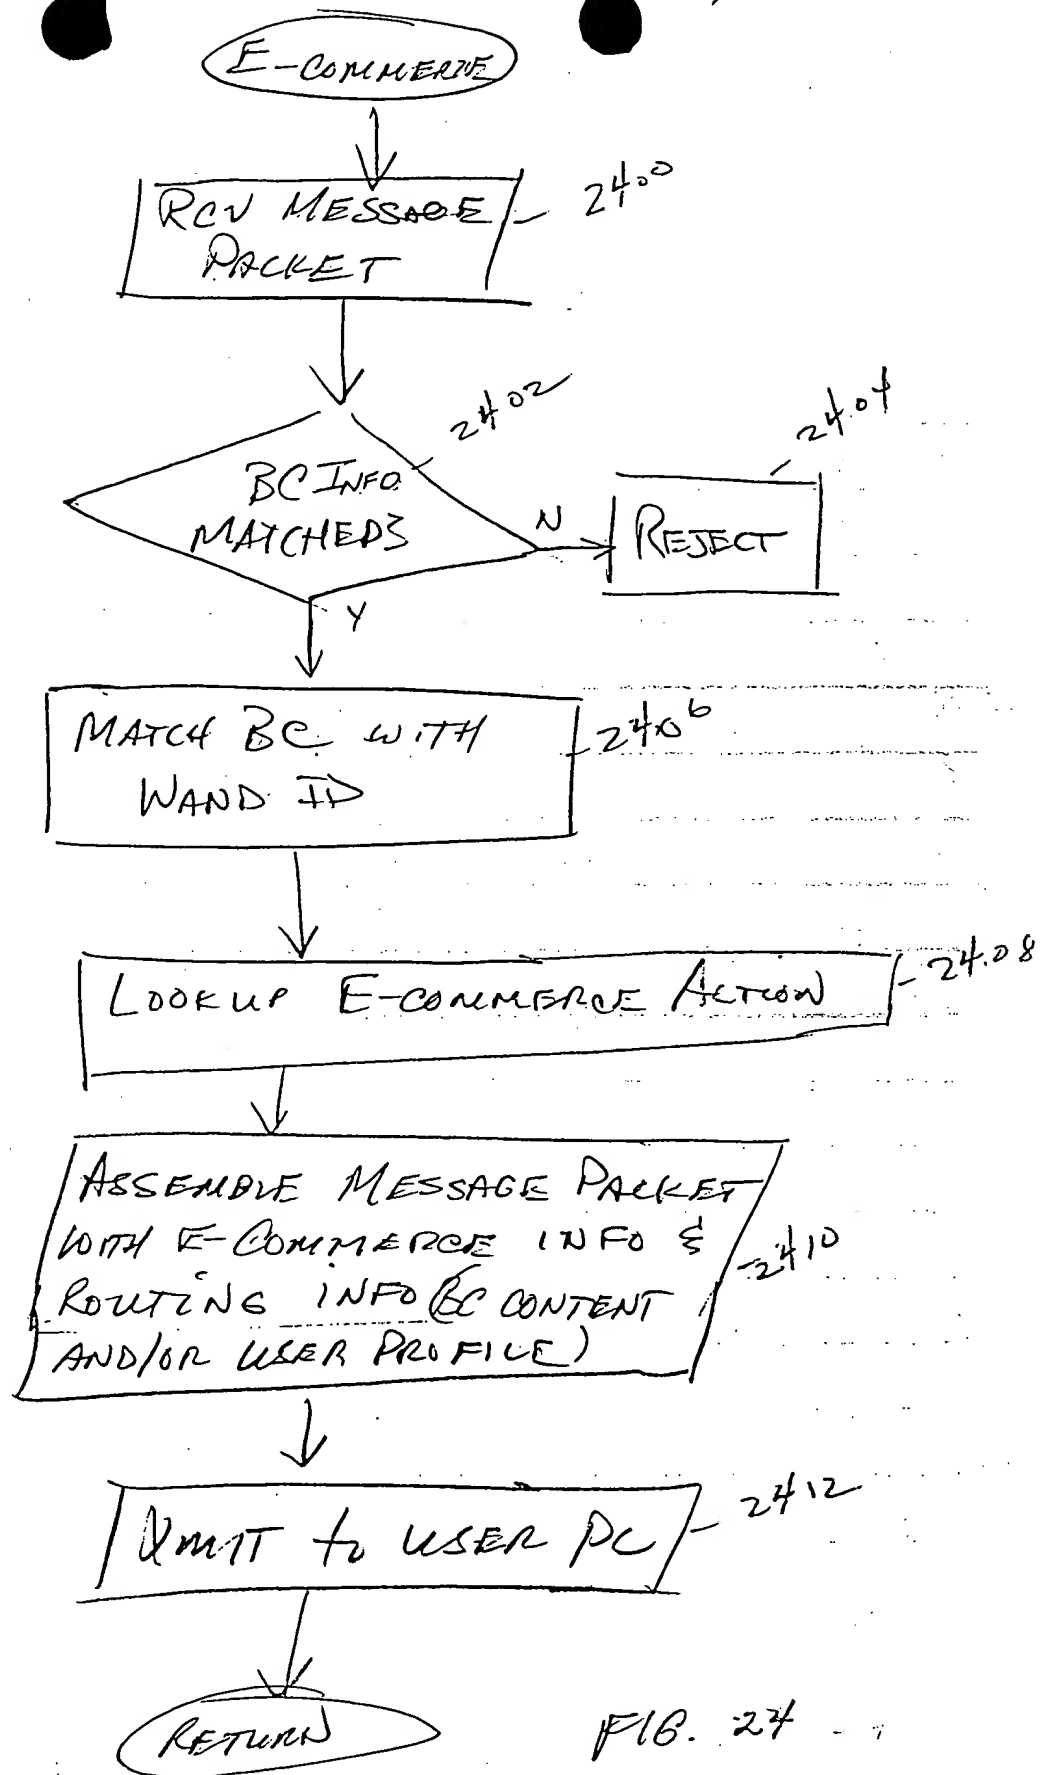 E-COMMERCE
RCV MESSAGE
PACKET
2400
2402
BC INFO
MATCHED?
N
2404
REJECT
Y
MATCH BC WITH
WAND ID
2406
LOOKUP E-COMMERCE ACTION
2408
ASSEMBLE MESSAGE PACKET
WITH E-COMMERCE INFO &
ROUTING INFO (BC CONTENT
AND/OR USER PROFILE)
2410
XMIT to USER PC
2412
RETURN
FIG. 24